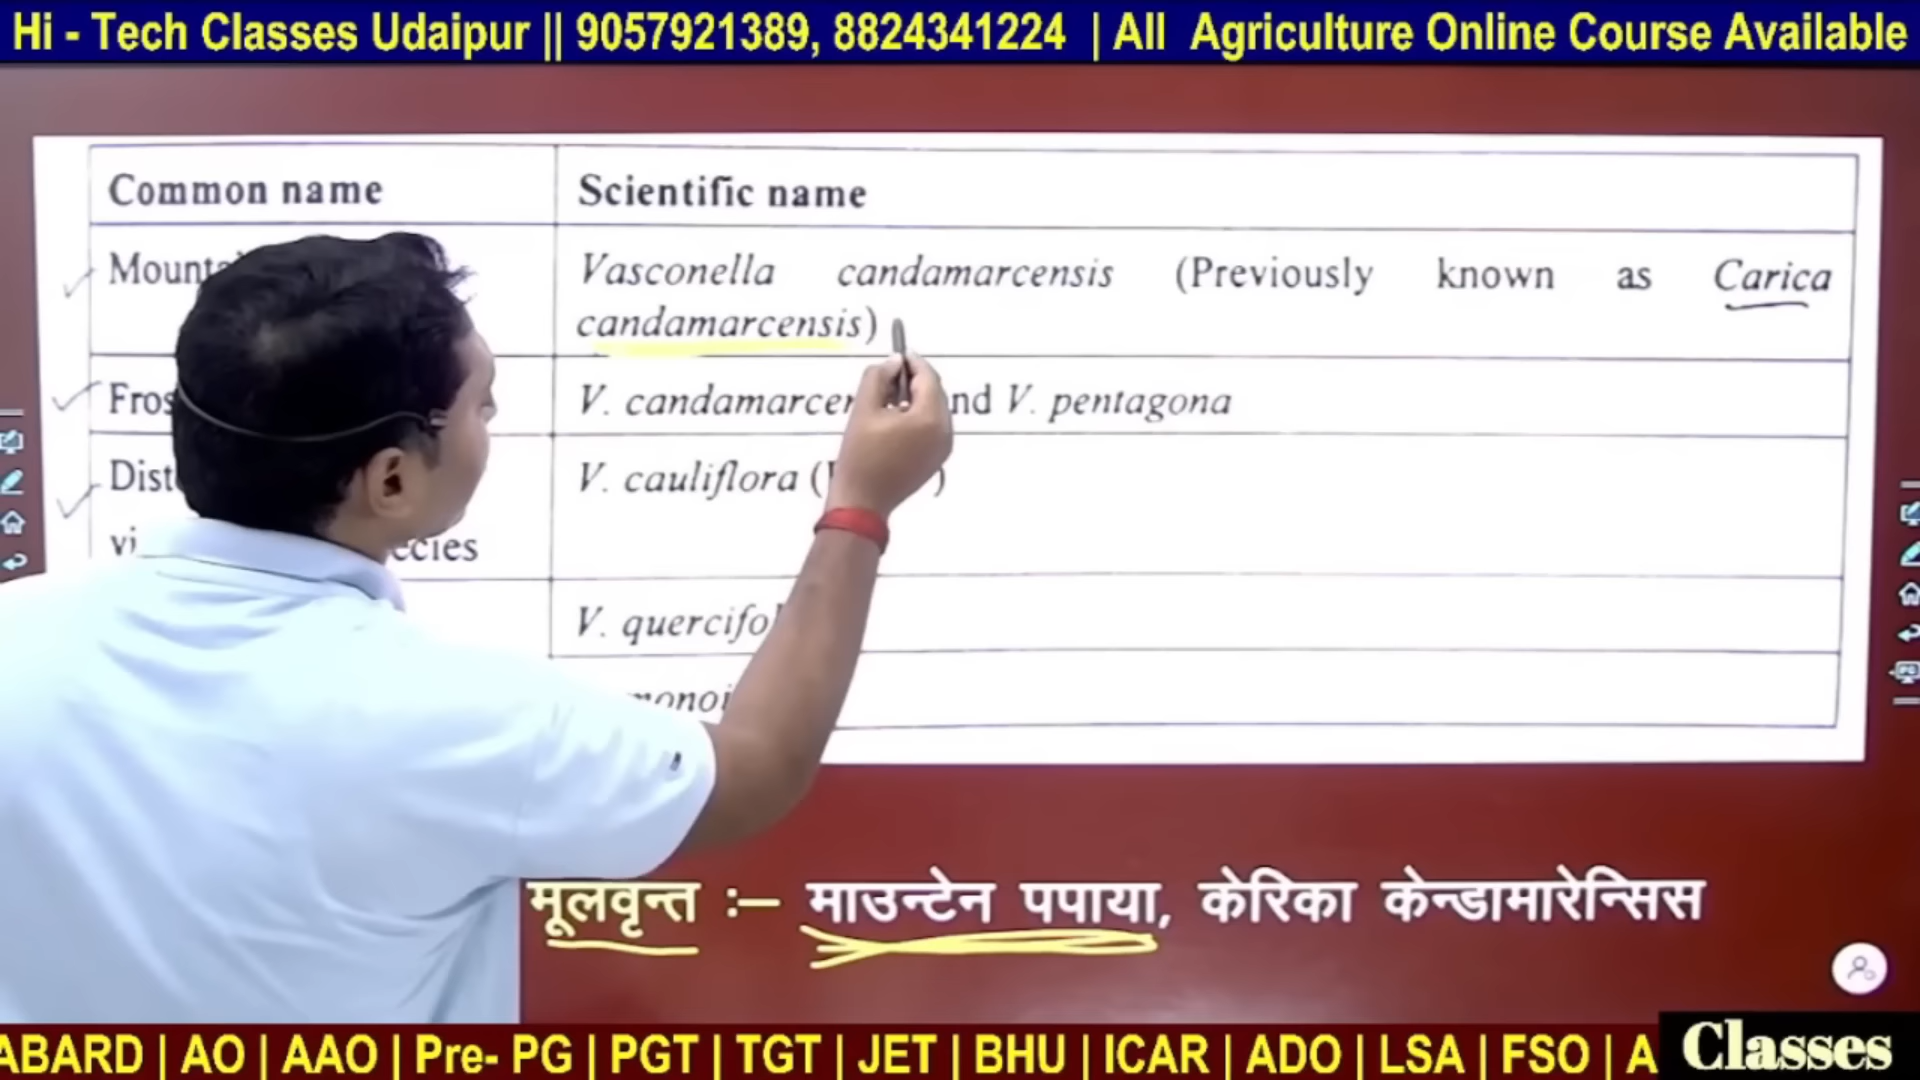 Hi - Tech Classes Udaipur || 9057921389, 8824341224 | All Agriculture Online Course Available
Common name
Scientific name
Vasconella candamarcensis (Previously known as Carica
candamarcensis)
V. and V. pentagona
V. cauliflora
V.
मूलवृन्त :– माउन्टेन पपाया, केरिका केन्डामारेन्सिस
| AO | AAO | Pre- PG | PGT | TGT | JET | BHU | ICAR | ADO | LSA | FSO | A
Classes